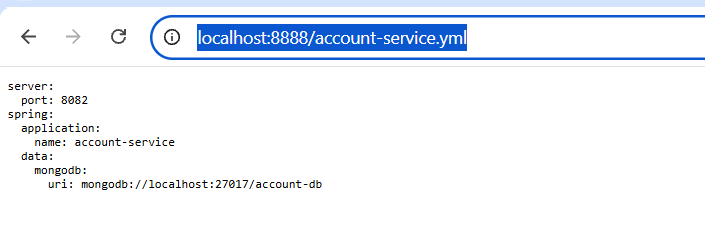 localhost:8888/account-service.yml
server:
  port: 8082
spring:
  application:
    name: account-service
  data:
    mongodb:
      uri: mongodb://localhost:27017/account-db